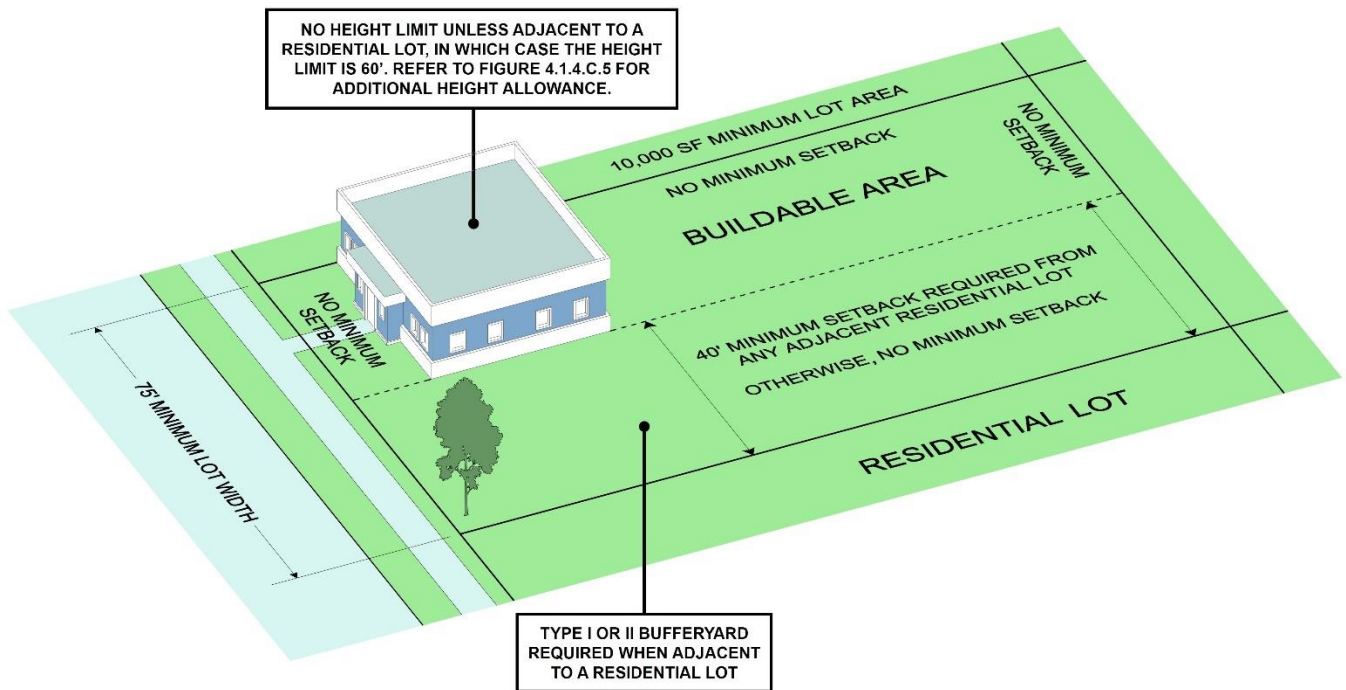 NO HEIGHT LIMIT UNLESS ADJACENT TO A
RESIDENTIAL LOT, IN WHICH CASE THE HEIGHT
LIMIT IS 60’. REFER TO FIGURE 4.1.4.C.5 FOR
ADDITIONAL HEIGHT ALLOWANCE.
10,000 SF MINIMUM LOT AREA
NO MINIMUM SETBACK
NO MINIMUM
SETBACK
BUILDABLE AREA
NO MINIMUM
SETBACK
40’ MINIMUM SETBACK REQUIRED FROM
ANY ADJACENT RESIDENTIAL LOT
OTHERWISE, NO MINIMUM SETBACK
75’ MINIMUM LOT WIDTH
RESIDENTIAL LOT
TYPE I OR II BUFFERYARD
REQUIRED WHEN ADJACENT
TO A RESIDENTIAL LOT